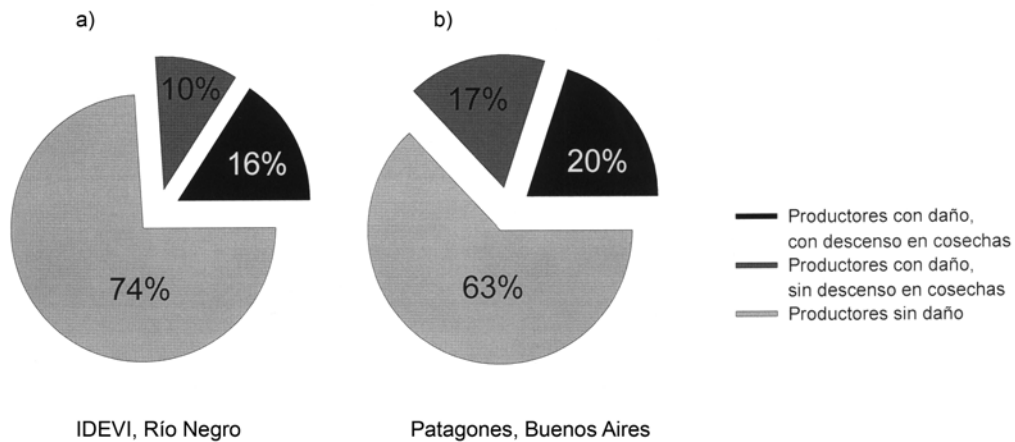 a)
b)
10%
16%
74%
17%
20%
63%
Productores con daño,
con descenso en cosechas
Productores con daño,
sin descenso en cosechas
Productores sin daño
IDEVI, Río Negro
Patagones, Buenos Aires